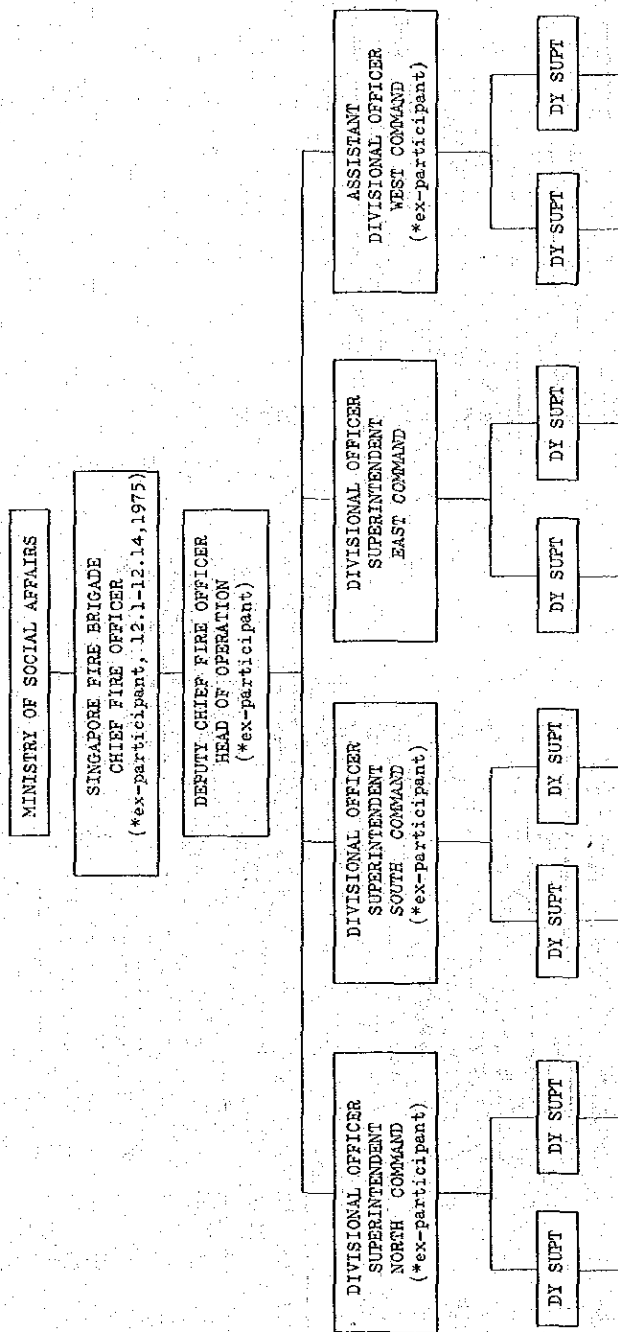 MINISTRY OF SOCIAL AFFAIRS
SINGAPORE FIRE BRIGADE
CHIEF FIRE OFFICER
(*ex-participant, 12.1-12.14,1975)
DEPUTY CHIEF FIRE OFFICER
HEAD OF OPERATION
(*ex-participant)
DIVISIONAL OFFICER
SUPERINTENDENT
NORTH COMMAND
(*ex-participant)
DIVISIONAL OFFICER
SUPERINTENDENT
SOUTH COMMAND
(*ex-participant)
DIVISIONAL OFFICER
SUPERINTENDENT
EAST COMMAND
ASSISTANT
DIVISIONAL OFFICER
WEST COMMAND
(*ex-participant)
DY SUPT
DY SUPT
DY SUPT
DY SUPT
DY SUPT
DY SUPT
DY SUPT
DY SUPT